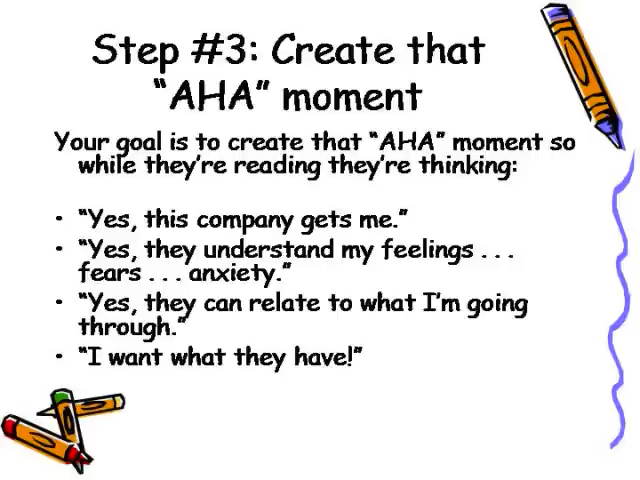 Step #3: Create that
“AHA” moment
Your goal is to create that “AHA” moment so
while they’re reading they’re thinking:
• “Yes, this company gets me.”
• “Yes, they understand my feelings . . .
fears . . . anxiety.”
• “Yes, they can relate to what I’m going
through.”
• “I want what they have!”